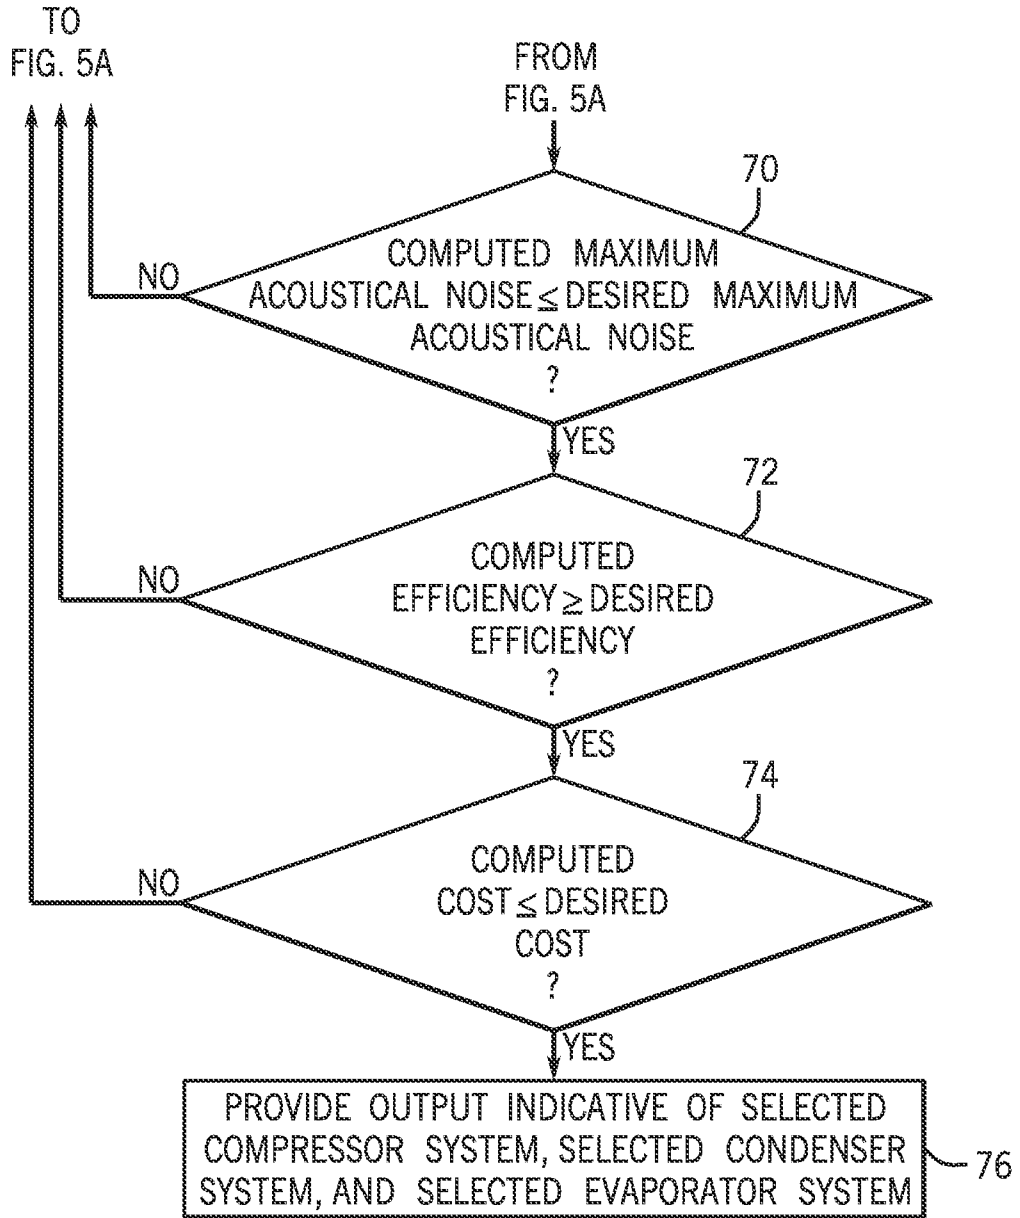 TO
FIG. 5A
FROM
FIG. 5A
70
COMPUTED MAXIMUM
ACOUSTICAL NOISE ≤ DESIRED MAXIMUM
ACOUSTICAL NOISE
?
NO
YES
72
COMPUTED
EFFICIENCY ≥ DESIRED
EFFICIENCY
?
NO
YES
74
COMPUTED
COST ≤ DESIRED
COST
?
NO
YES
PROVIDE OUTPUT INDICATIVE OF SELECTED
COMPRESSOR SYSTEM, SELECTED CONDENSER
SYSTEM, AND SELECTED EVAPORATOR SYSTEM
76